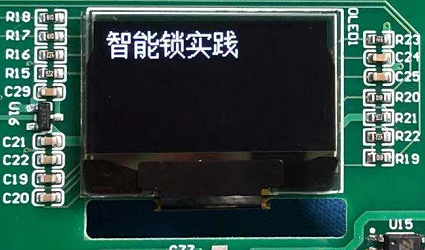 R18
R17
R16
R15
C29
U16
C21
C22
C19
C20
智能锁实践
OLED1
R23
C24
C25
R20
R21
R22
R19
U15